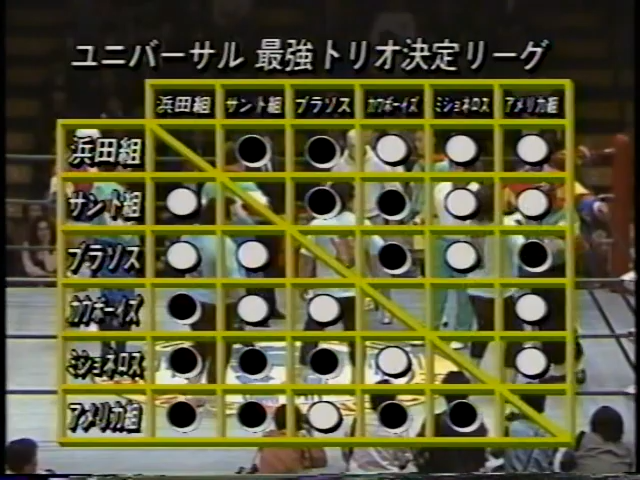 ユニバーサル 最強トリオ決定リーグ
浜田組 サント組 ブラソス カウボーイズ ミショネロス アメリカ組
浜田組
サント組
ブラソス
カウボーイズ
ミショネロス
アメリカ組